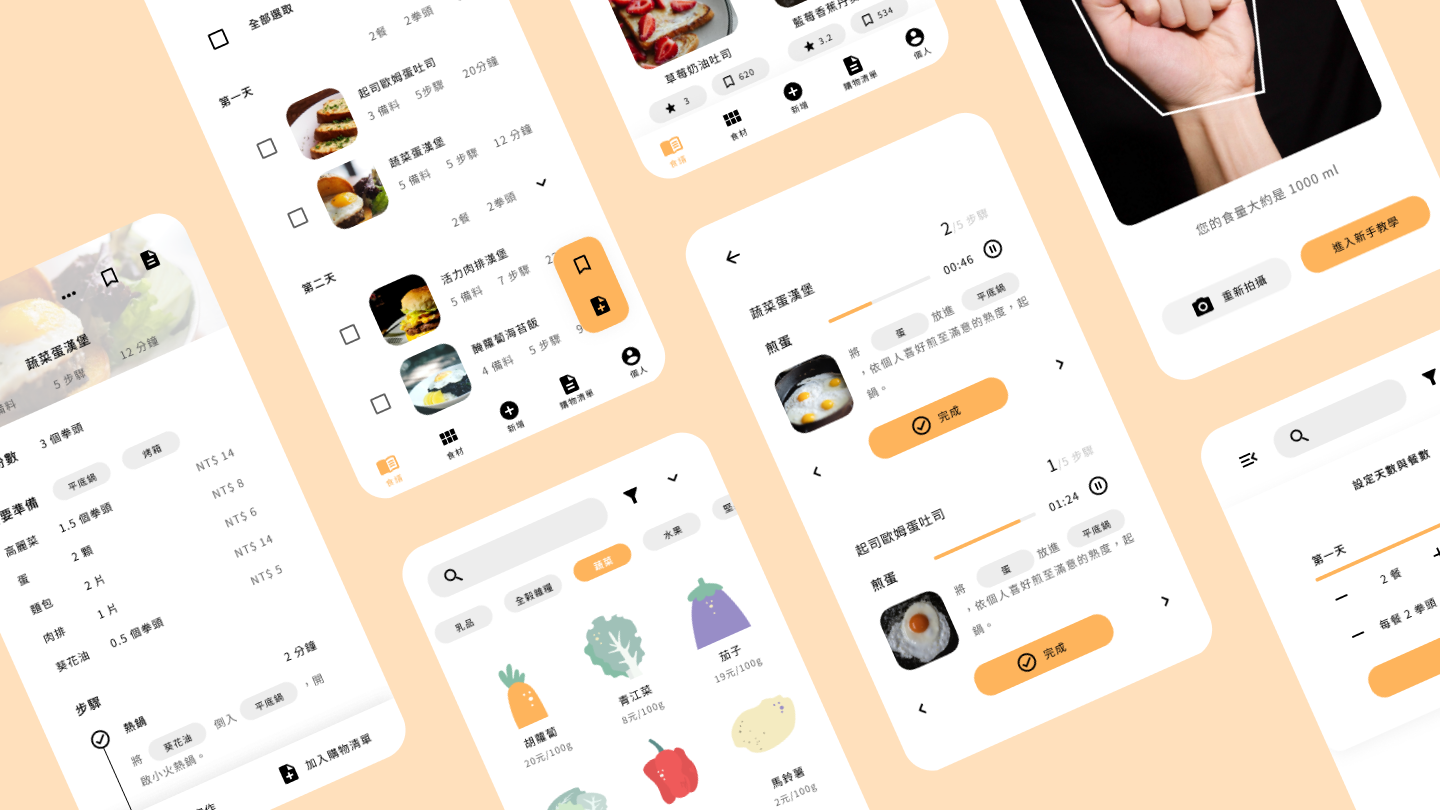 全部選取
2餐 2拳頭
第一天
起司歐姆蛋吐司
3 備料 5步驟 20分鐘
蔬菜蛋漢堡
5 備料 5 步驟 12 分鐘
2餐 2拳頭
第二天
活力肉排漢堡
5 備料 7 步驟
醃蘿蔔海苔飯
4 備料 5 步驟
食譜
食材
新增
購物清單
個人
草莓奶油吐司
3
620
3.2
534
食譜
食材
新增
購物清單
個人
您的食量大約是 1000 ml
重新拍攝
進入新手教學
蔬菜蛋漢堡
5 步驟 12 分鐘
3 個拳頭
平底鍋
烤箱
高麗菜 1.5 個拳頭 NT$ 14
蛋 2 顆 NT$ 8
麵包 2 片 NT$ 6
肉排 1 片 NT$ 14
葵花油 0.5 個拳頭 NT$ 5
步驟
熱鍋 2 分鐘
將 葵花油 倒入 平底鍋 ，開
啟小火熱鍋。
加入購物清單
乳品
全穀雜糧
蔬菜
水果
胡蘿蔔
20元/100g
青江菜
8元/100g
茄子
19元/100g
馬鈴薯
2元/100g
2/5 步驟
蔬菜蛋漢堡
00:46
煎蛋
將 蛋 放進 平底鍋
，依個人喜好煎至滿意的熟度，起
鍋。
完成
1/5 步驟
起司歐姆蛋吐司
01:24
煎蛋
將 蛋 放進 平底鍋
，依個人喜好煎至滿意的熟度，起
鍋。
完成
設定天數與餐數
第一天
2 餐
每餐 2 拳頭